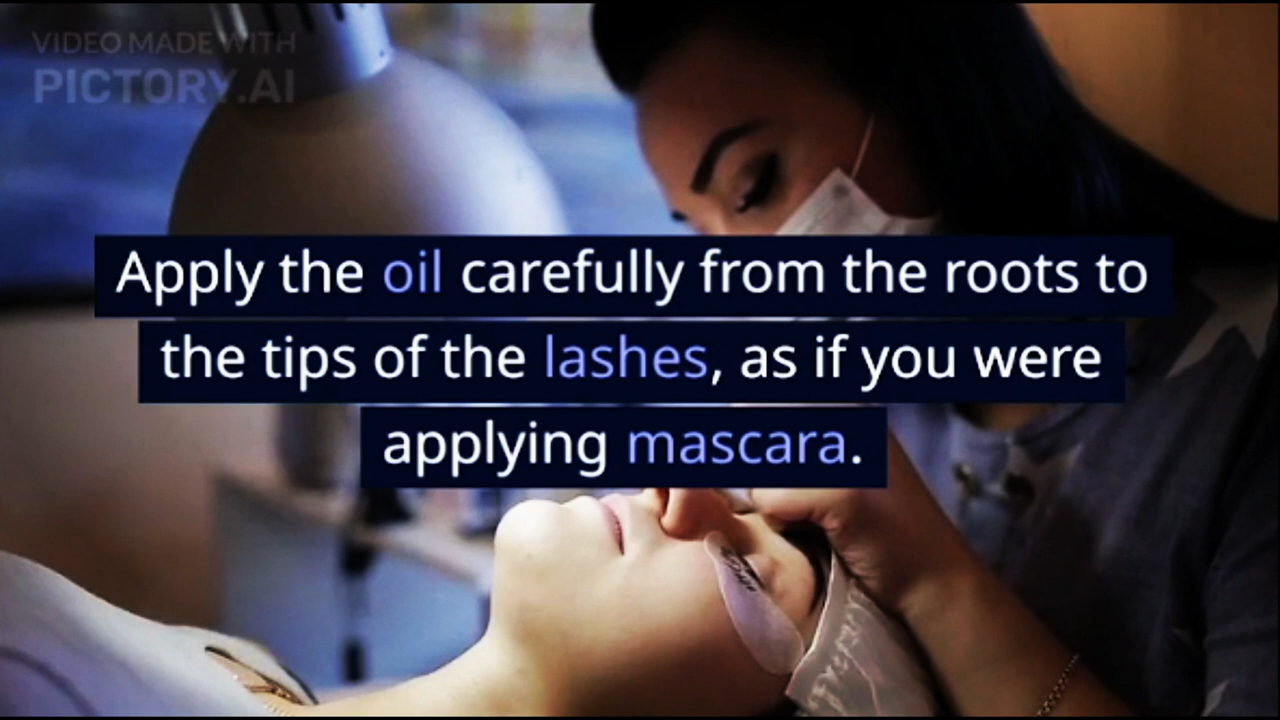 VIDEO MADE WITH
PICTORY.AI
Apply the oil carefully from the roots to
the tips of the lashes, as if you were
applying mascara.